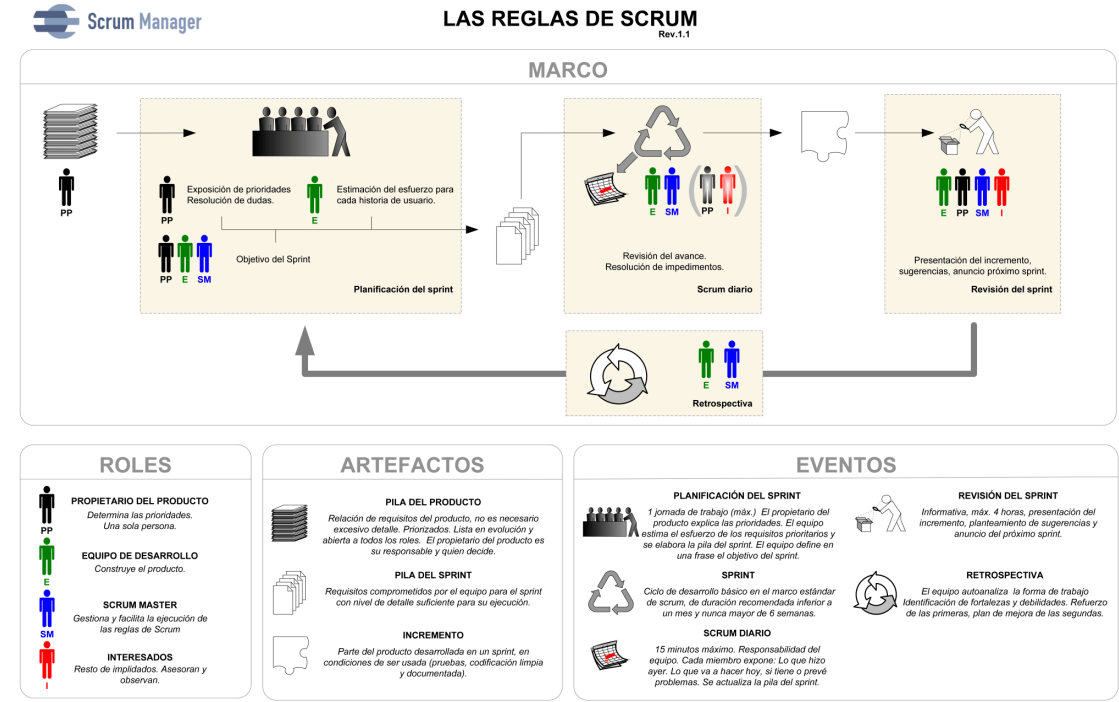 Scrum Manager
LAS REGLAS DE SCRUM
Rev.1.1
MARCO
PP
PP
Exposición de prioridades
Resolución de dudas.
E
Estimación del esfuerzo para
cada historia de usuario.
PP E SM
Objetivo del Sprint
Planificación del sprint
E SM PP I
Revisión del avance.
Resolución de impedimentos.
Scrum diario
E PP SM I
Presentación del incremento,
sugerencias, anuncio próximo sprint.
Revisión del sprint
E SM
Retrospectiva
ROLES
PP
PROPIETARIO DEL PRODUCTO
Determina las prioridades.
Una sola persona.
E
EQUIPO DE DESARROLLO
Construye el producto.
SM
SCRUM MASTER
Gestiona y facilita la ejecución de
las reglas de Scrum
I
INTERESADOS
Resto de implidados. Asesoran y
observan.
ARTEFACTOS
PILA DEL PRODUCTO
Relación de requisitos del producto, no es necesario
excesivo detalle. Priorizados. Lista en evolución y
abierta a todos los roles. El propietario del producto es
su responsable y quien decide.
PILA DEL SPRINT
Requisitos comprometidos por el equipo para el sprint
con nivel de detalle suficiente para su ejecución.
INCREMENTO
Parte del producto desarrollada en un sprint, en
condiciones de ser usada (pruebas, codificación limpia
y documentada).
EVENTOS
PLANIFICACIÓN DEL SPRINT
1 jornada de trabajo (máx.) El propietario del
producto explica las prioridades. El equipo
estima el esfuerzo de los requisitos prioritarios y
se elabora la pila del sprint. El equipo define en
una frase el objetivo del sprint.
SPRINT
Ciclo de desarrollo básico en el marco estándar
de scrum, de duración recomendada inferior a
un mes y nunca mayor de 6 semanas.
SCRUM DIARIO
15 minutos máximo. Responsabilidad del
equipo. Cada miembro expone: Lo que hizo
ayer. Lo que va a hacer hoy, si tiene o prevé
problemas. Se actualiza la pila del sprint.
REVISIÓN DEL SPRINT
Informativa, máx. 4 horas, presentación del
incremento, planteamiento de sugerencias y
anuncio del próximo sprint.
RETROSPECTIVA
El equipo autoanaliza la forma de trabajo
Identificación de fortalezas y debilidades. Refuerzo
de las primeras, plan de mejora de las segundas.